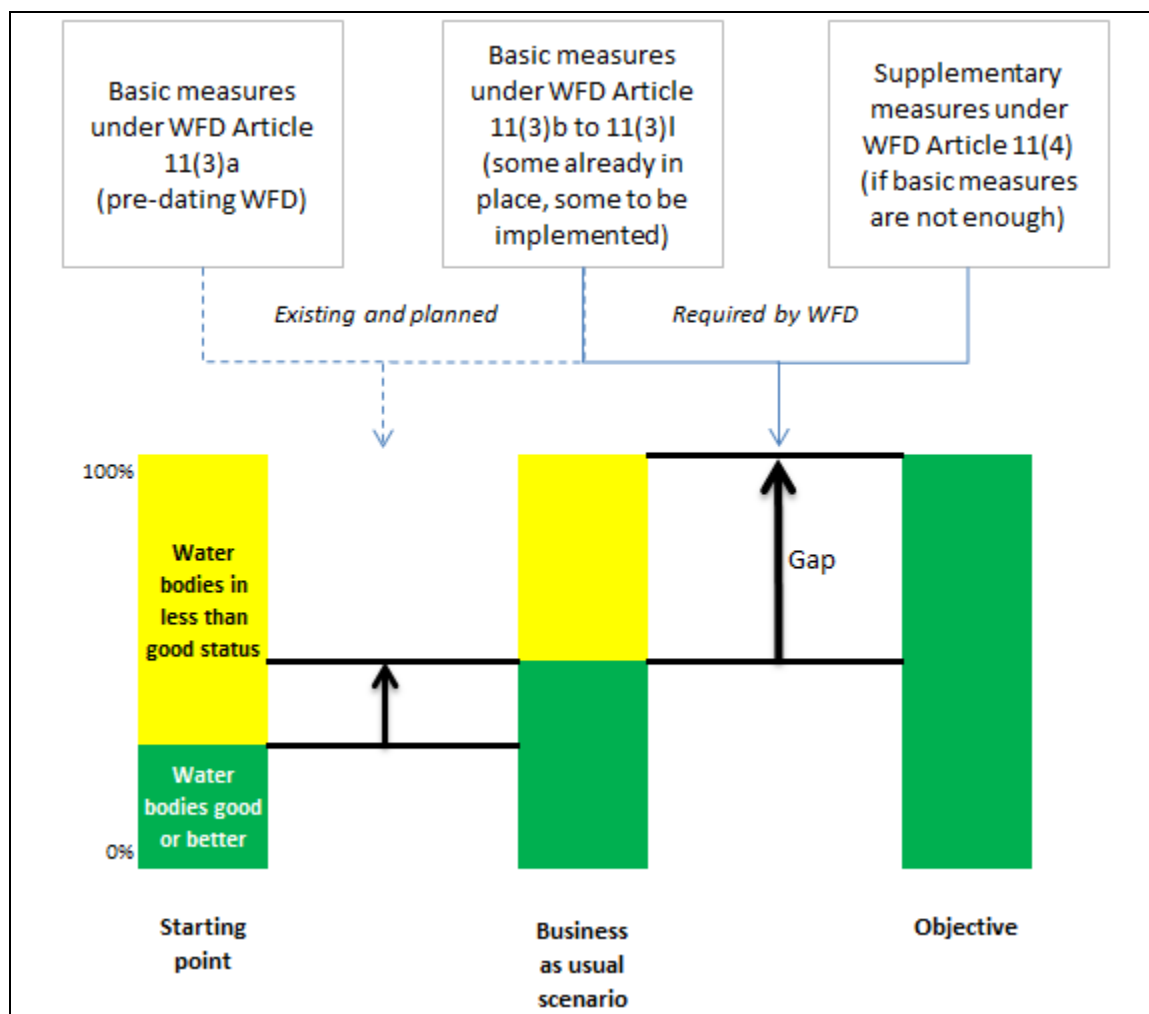 Basic measures
under WFD Article
11(3)a
(pre-dating WFD)
Basic measures
under WFD Article
11(3)b to 11(3)l
(some already in
place, some to be
implemented)
Supplementary
measures under
WFD Article 11(4)
(if basic measures
are not enough)
Existing and planned
Required by WFD
100%
Water
bodies in
less than
good status
Gap
Water
bodies good
or better
0%
Starting
point
Business
as usual
scenario
Objective